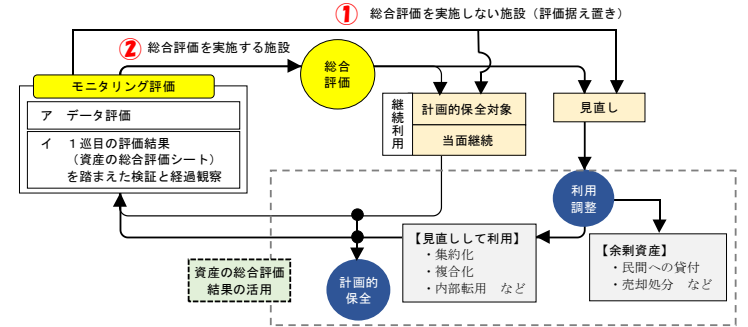 ① 総合評価を実施しない施設（評価据え置き）
② 総合評価を実施する施設
総合
評価
モニタリング評価
ア データ評価
イ １巡目の評価結果
（資産の総合評価シート）
を踏まえた検証と経過観察
継続利用
計画的保全対象
当面継続
見直し
利用
調整
【見直しして利用】
・集約化
・複合化
・内部転用 など
【余剰資産】
・民間への貸付
・売却処分 など
資産の総合評価
結果の活用
計画的
保全